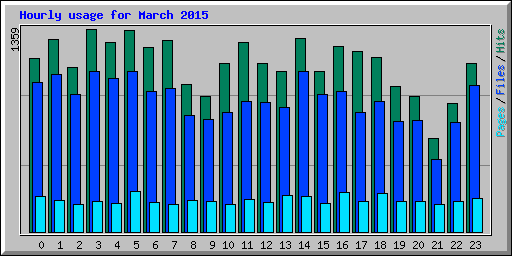 Hourly usage for March 2015
1359
Pages/Files/Hits
0 1 2 3 4 5 6 7 8 9 10 11 12 13 14 15 16 17 18 19 20 21 22 23